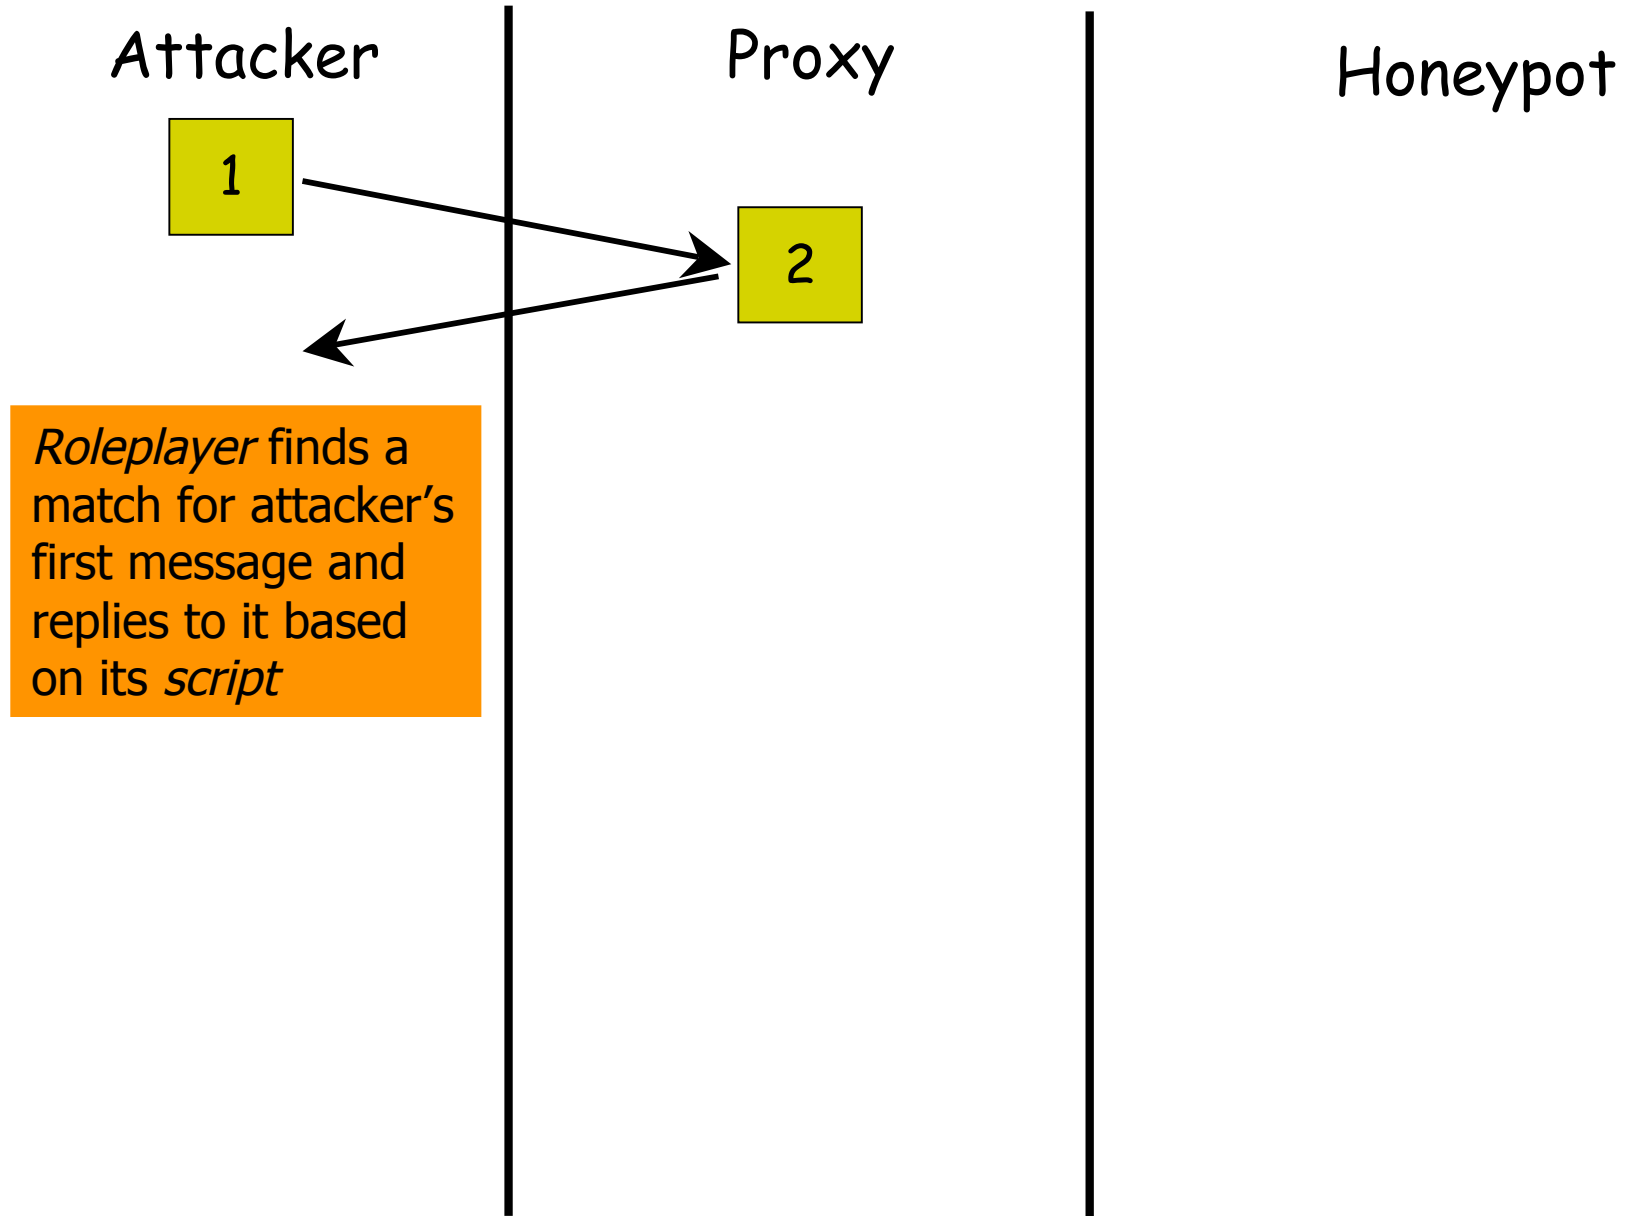 Attacker
Proxy
Honeypot
1
2
Roleplayer finds a
match for attacker’s
first message and
replies to it based
on its script